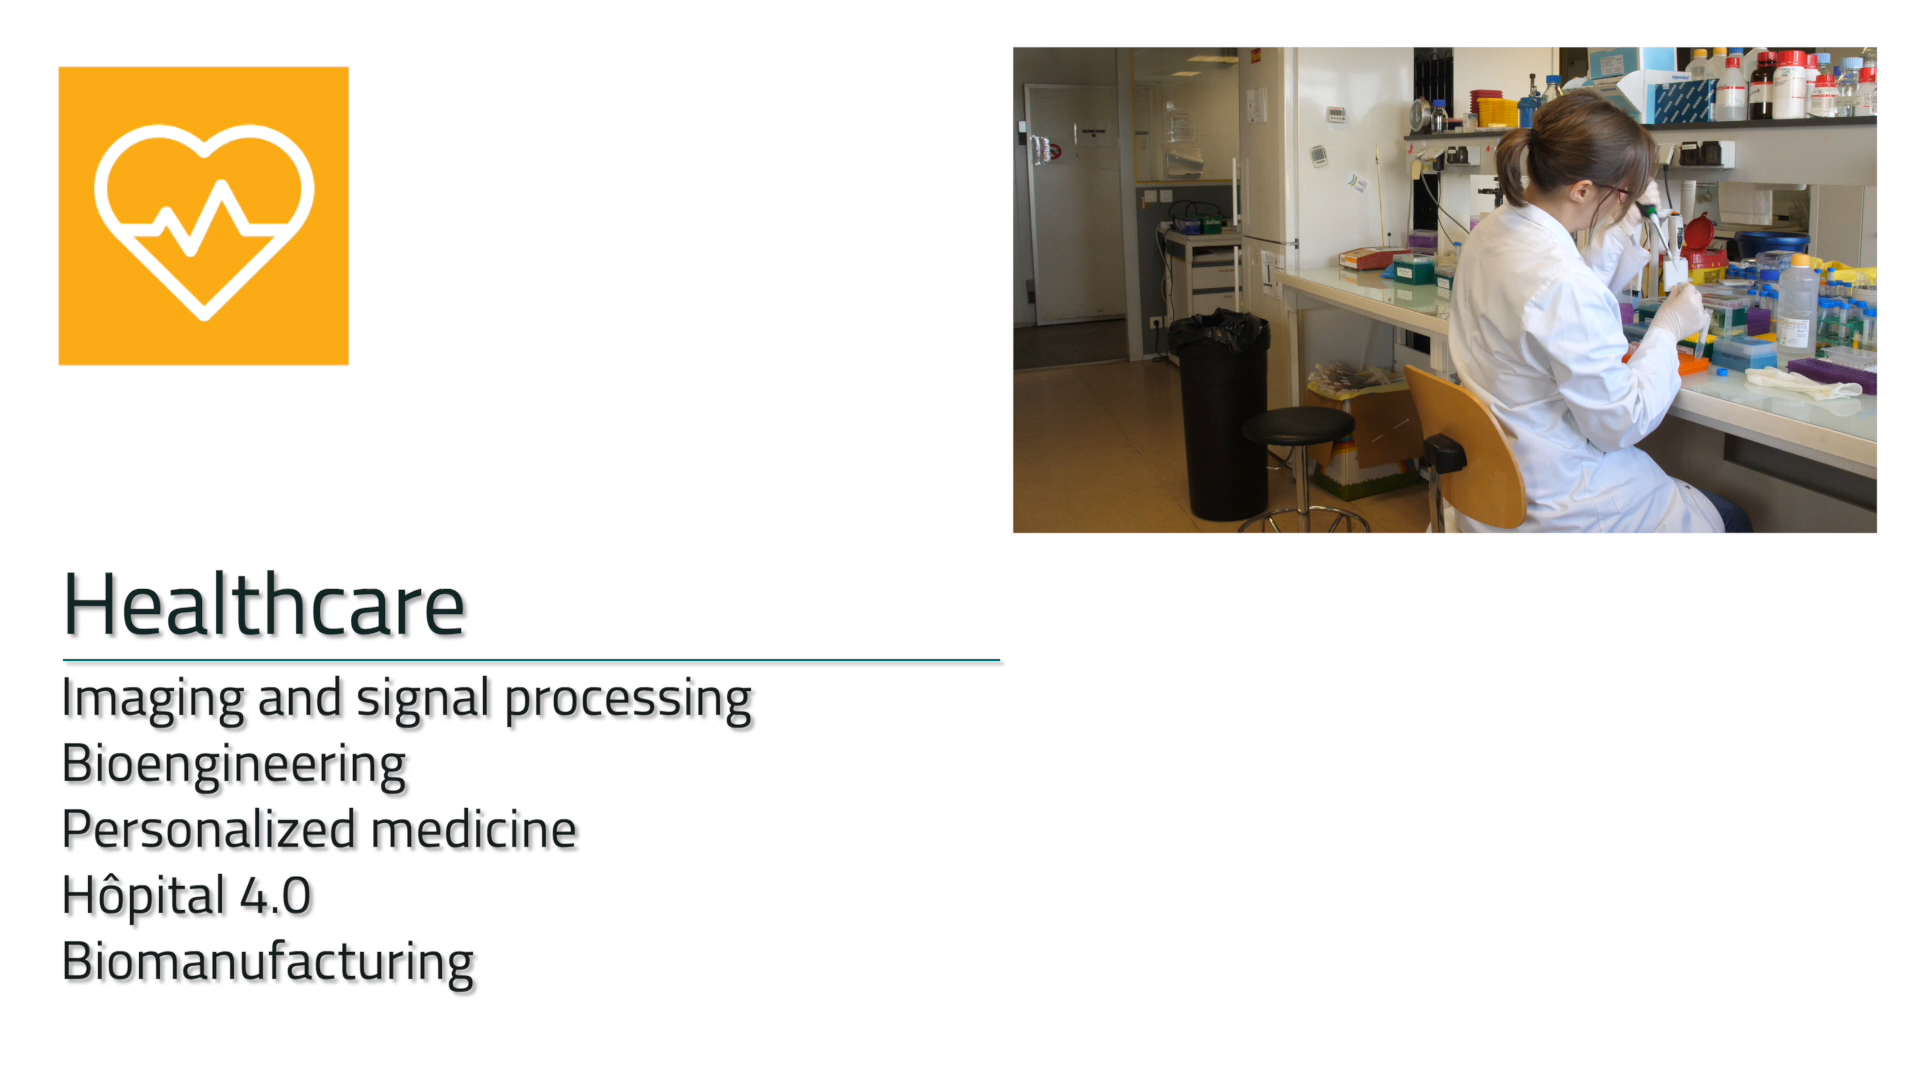 Healthcare
Imaging and signal processing
Bioengineering
Personalized medicine
Hôpital 4.0
Biomanufacturing